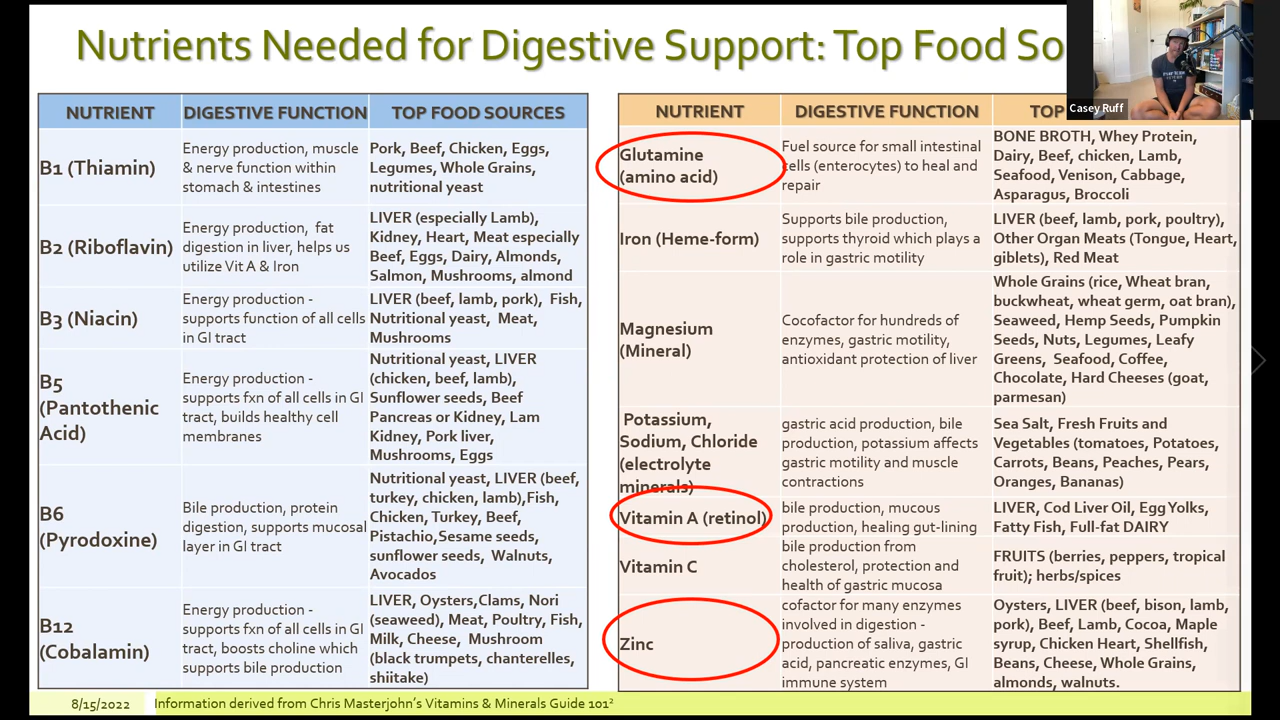 Nutrients Needed for Digestive Support: Top Food So
Casey Ruff
NUTRIENT DIGESTIVE FUNCTION TOP FOOD SOURCES
B1 (Thiamin)
Energy production, muscle
& nerve function within
stomach & intestines
Pork, Beef, Chicken, Eggs,
Legumes, Whole Grains,
nutritional yeast
B2 (Riboflavin)
Energy production, fat
digestion in liver, helps us
utilize Vit A & Iron
LIVER (especially Lamb),
Kidney, Heart, Meat especially
Beef, Eggs, Dairy, Almonds,
Salmon, Mushrooms, almond
B3 (Niacin)
Energy production -
supports function of all cells
in GI tract
LIVER (beef, lamb, pork), Fish,
Nutritional yeast, Meat,
Mushrooms
B5
(Pantothenic
Acid)
Energy production -
supports fxn of all cells in GI
tract, builds healthy cell
membranes
Nutritional yeast, LIVER
(chicken, beef, lamb),
Sunflower seeds, Beef
Pancreas or Kidney, Lam
Kidney, Pork liver,
Mushrooms, Eggs
B6
(Pyrodoxine)
Bile production, protein
digestion, supports mucosal
layer in GI tract
Nutritional yeast, LIVER (beef,
turkey, chicken, lamb),Fish,
Chicken, Turkey, Beef,
Pistachio,Sesame seeds,
sunflower seeds, Walnuts,
Avocados
B12
(Cobalamin)
Energy production -
supports fxn of all cells in GI
tract, boosts choline which
supports bile production
LIVER, Oysters,Clams, Nori
(seaweed), Meat, Poultry, Fish,
Milk, Cheese, Mushroom
(black trumpets, chanterelles,
shiitake)
NUTRIENT DIGESTIVE FUNCTION TOP
Glutamine
(amino acid)
Fuel source for small intestinal
cells (enterocytes) to heal and
repair
BONE BROTH, Whey Protein,
Dairy, Beef, chicken, Lamb,
Seafood, Venison, Cabbage,
Asparagus, Broccoli
Iron (Heme-form)
Supports bile production,
supports thyroid which plays a
role in gastric motility
LIVER (beef, lamb, pork, poultry),
Other Organ Meats (Tongue, Heart,
giblets), Red Meat
Magnesium
(Mineral)
Cocofactor for hundreds of
enzymes, gastric motility,
antioxidant protection of liver
Whole Grains (rice, Wheat bran,
buckwheat, wheat germ, oat bran),
Seaweed, Hemp Seeds, Pumpkin
Seeds, Nuts, Legumes, Leafy
Greens, Seafood, Coffee,
Chocolate, Hard Cheeses (goat,
parmesan)
Potassium,
Sodium, Chloride
(electrolyte
minerals)
gastric acid production, bile
production, potassium affects
gastric motility and muscle
contractions
Sea Salt, Fresh Fruits and
Vegetables (tomatoes, Potatoes,
Carrots, Beans, Peaches, Pears,
Oranges, Bananas)
Vitamin A (retinol)
bile production, mucous
production, healing gut-lining
LIVER, Cod Liver Oil, Egg Yolks,
Fatty Fish, Full-fat DAIRY
Vitamin C
bile production from
cholesterol, protection and
health of gastric mucosa
FRUITS (berries, peppers, tropical
fruit); herbs/spices
Zinc
cofactor for many enzymes
involved in digestion -
production of saliva, gastric
acid, pancreatic enzymes, GI
immune system
Oysters, LIVER (beef, bison, lamb,
pork), Beef, Lamb, Cocoa, Maple
syrup, Chicken Heart, Shellfish,
Beans, Cheese, Whole Grains,
almonds, walnuts.
8/15/2022
Information derived from Chris Masterjohn's Vitamins & Minerals Guide 101²